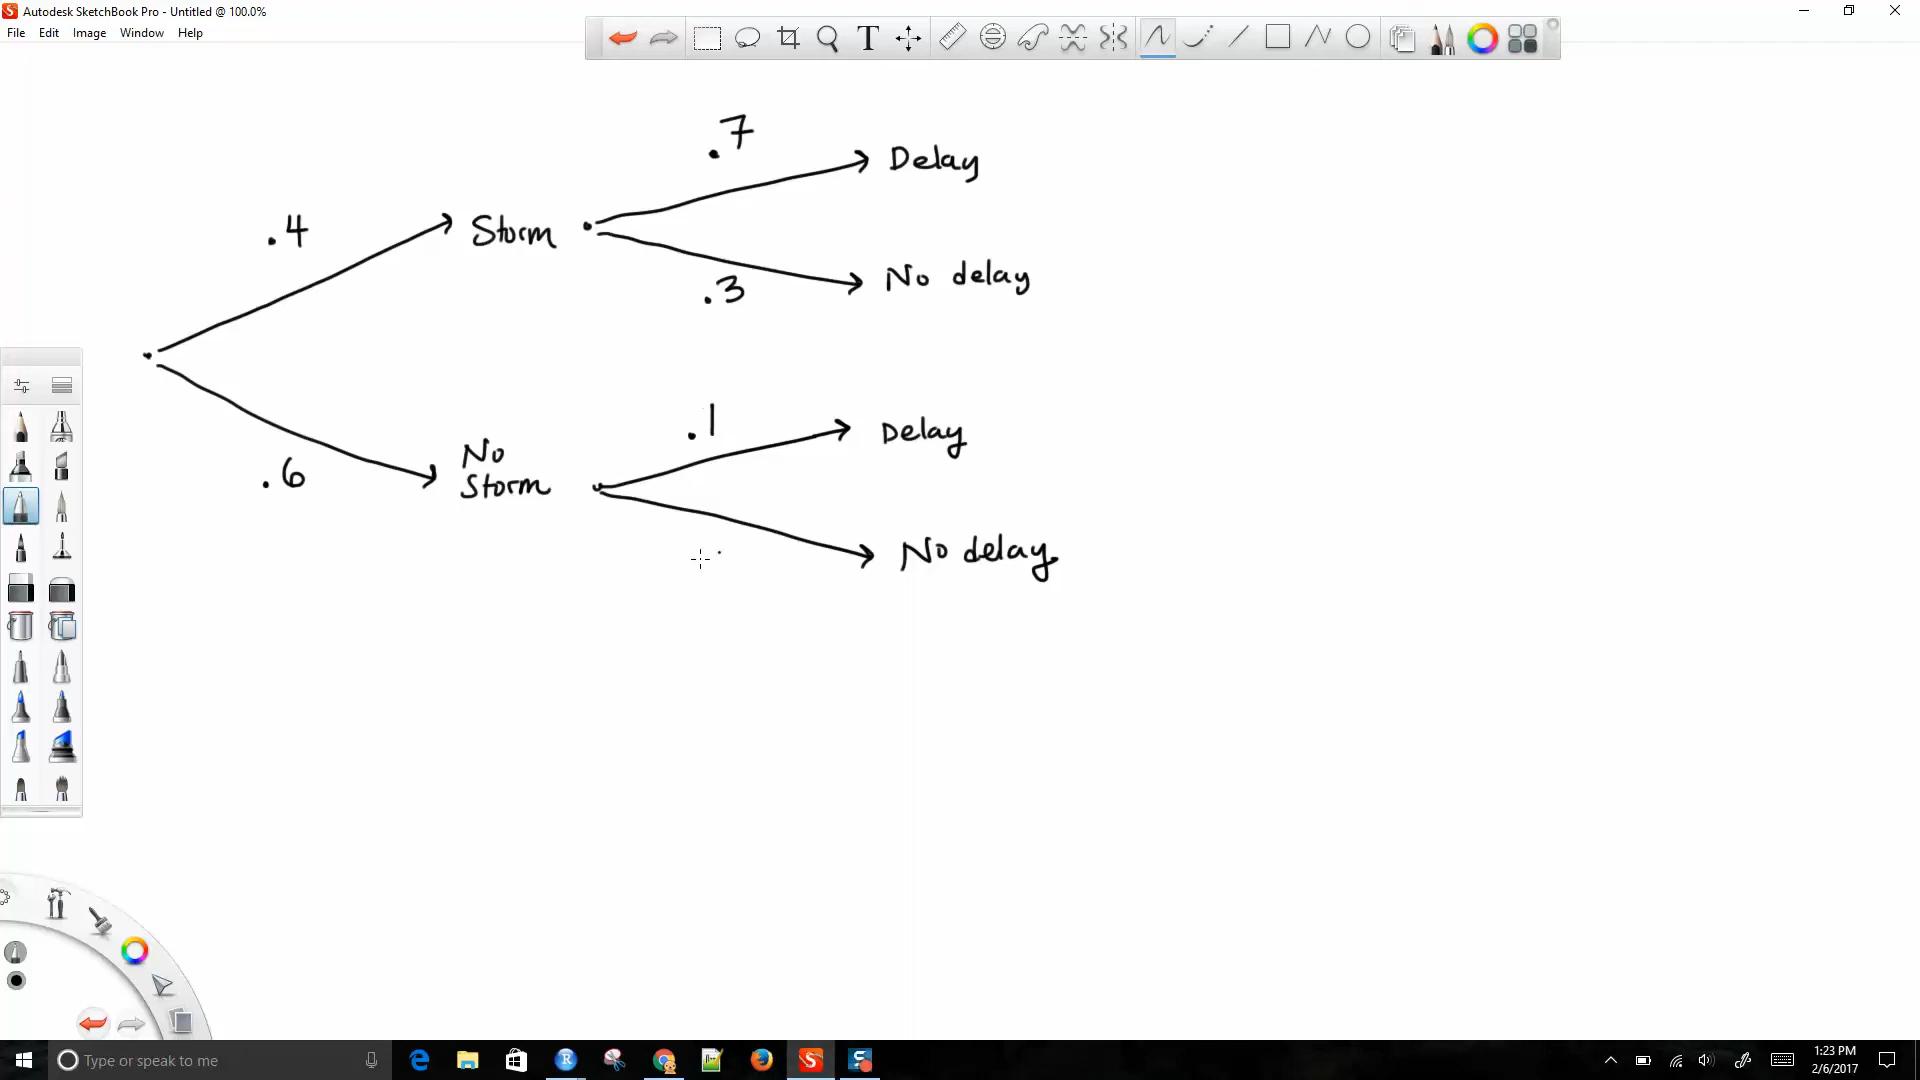 Autodesk SketchBook Pro - Untitled @ 100.0%
File Edit Image Window Help
T
.7
Delay
.4
Storm
No delay
.3
.1
Delay
No
Storm
.6
No delay
Type or speak to me
1:23 PM
2/6/2017